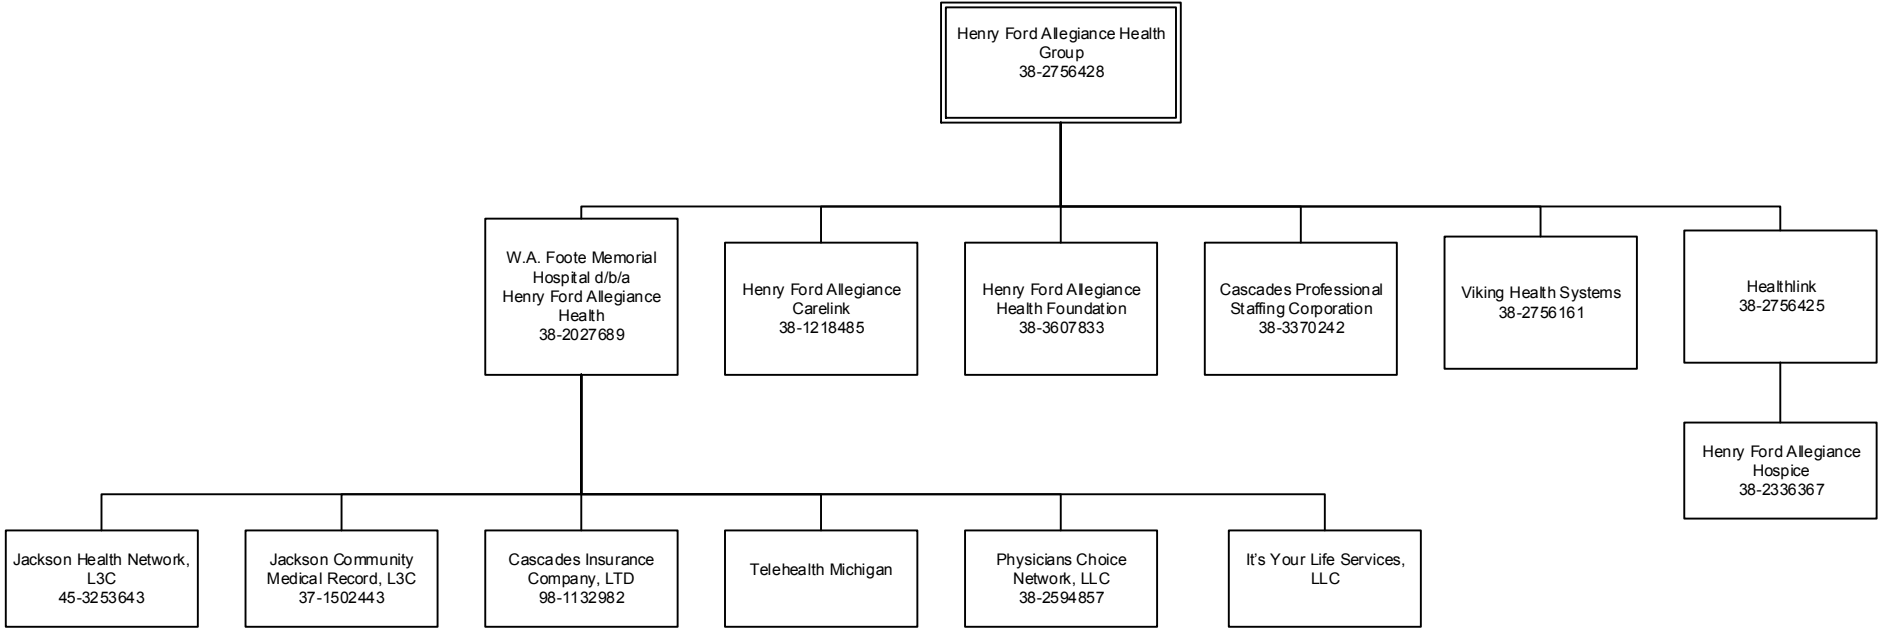 Henry Ford Allegiance Health
Group
38-2756428
W.A. Foote Memorial
Hospital d/b/a
Henry Ford Allegiance
Health
38-2027689
Henry Ford Allegiance
Carelink
38-1218485
Henry Ford Allegiance
Health Foundation
38-3607833
Cascades Professional
Staffing Corporation
38-3370242
Viking Health Systems
38-2756161
Healthlink
38-2756425
Henry Ford Allegiance
Hospice
38-2336367
Jackson Health Network,
L3C
45-3253643
Jackson Community
Medical Record, L3C
37-1502443
Cascades Insurance
Company, LTD
98-1132982
Telehealth Michigan
Physicians Choice
Network, LLC
38-2594857
It’s Your Life Services,
LLC